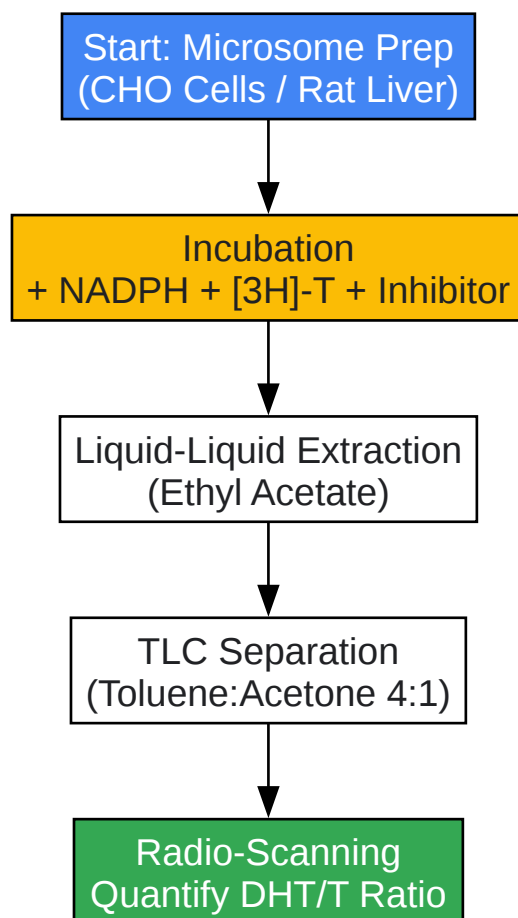 Start: Microsome Prep
(CHO Cells / Rat Liver)
Incubation
+ NADPH + [3H]-T + Inhibitor
Liquid-Liquid Extraction
(Ethyl Acetate)
TLC Separation
(Toluene:Acetone 4:1)
Radio-Scanning
Quantify DHT/T Ratio